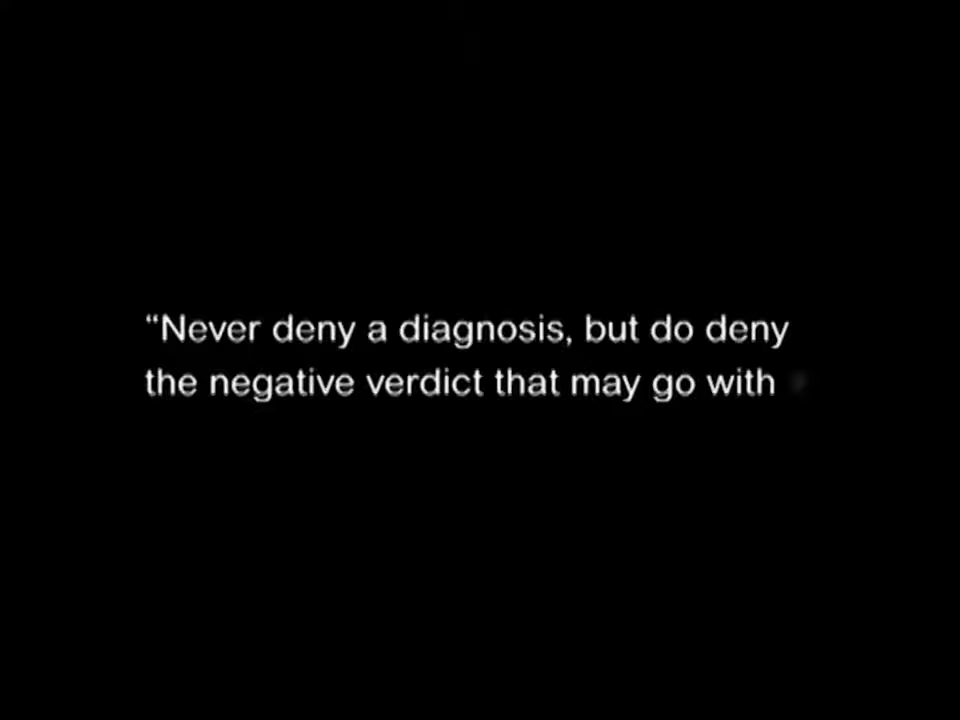 “Never deny a diagnosis, but do deny
the negative verdict that may go with